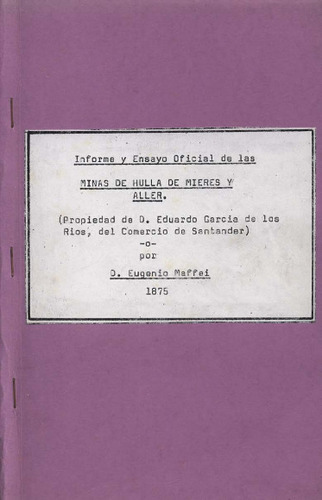 Informe y Ensayo Oficial de las
MINAS DE HULLA DE MIERES Y
ALLER.
(Propiedad de D. Eduardo García de los
Rios, del Comercio de Santander)
-o-
por
D. Eugenio Maffei
1875